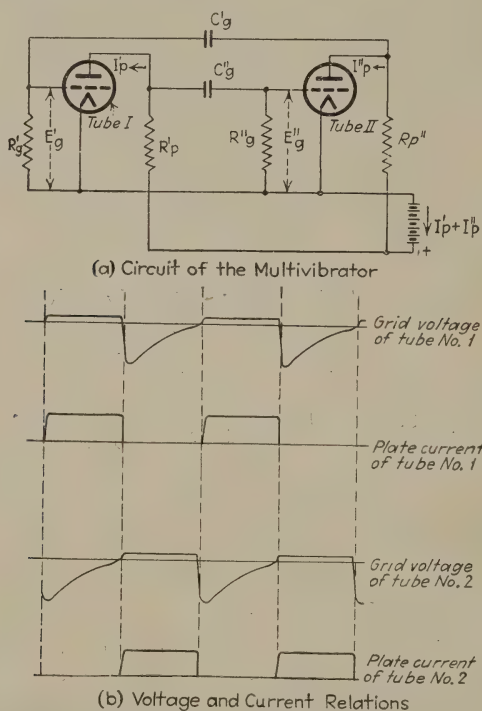 C'g
I'p
C"g
I"p
Tube I
Tube II
R'g
E'g
R'p
R"g
E"g
Rp"
I'p+I"p
+
(a) Circuit of the Multivibrator
Grid voltage
of tube No. 1
Plate current
of tube No. 1
Grid voltage
of tube No. 2
Plate current
of tube No. 2
(b) Voltage and Current Relations